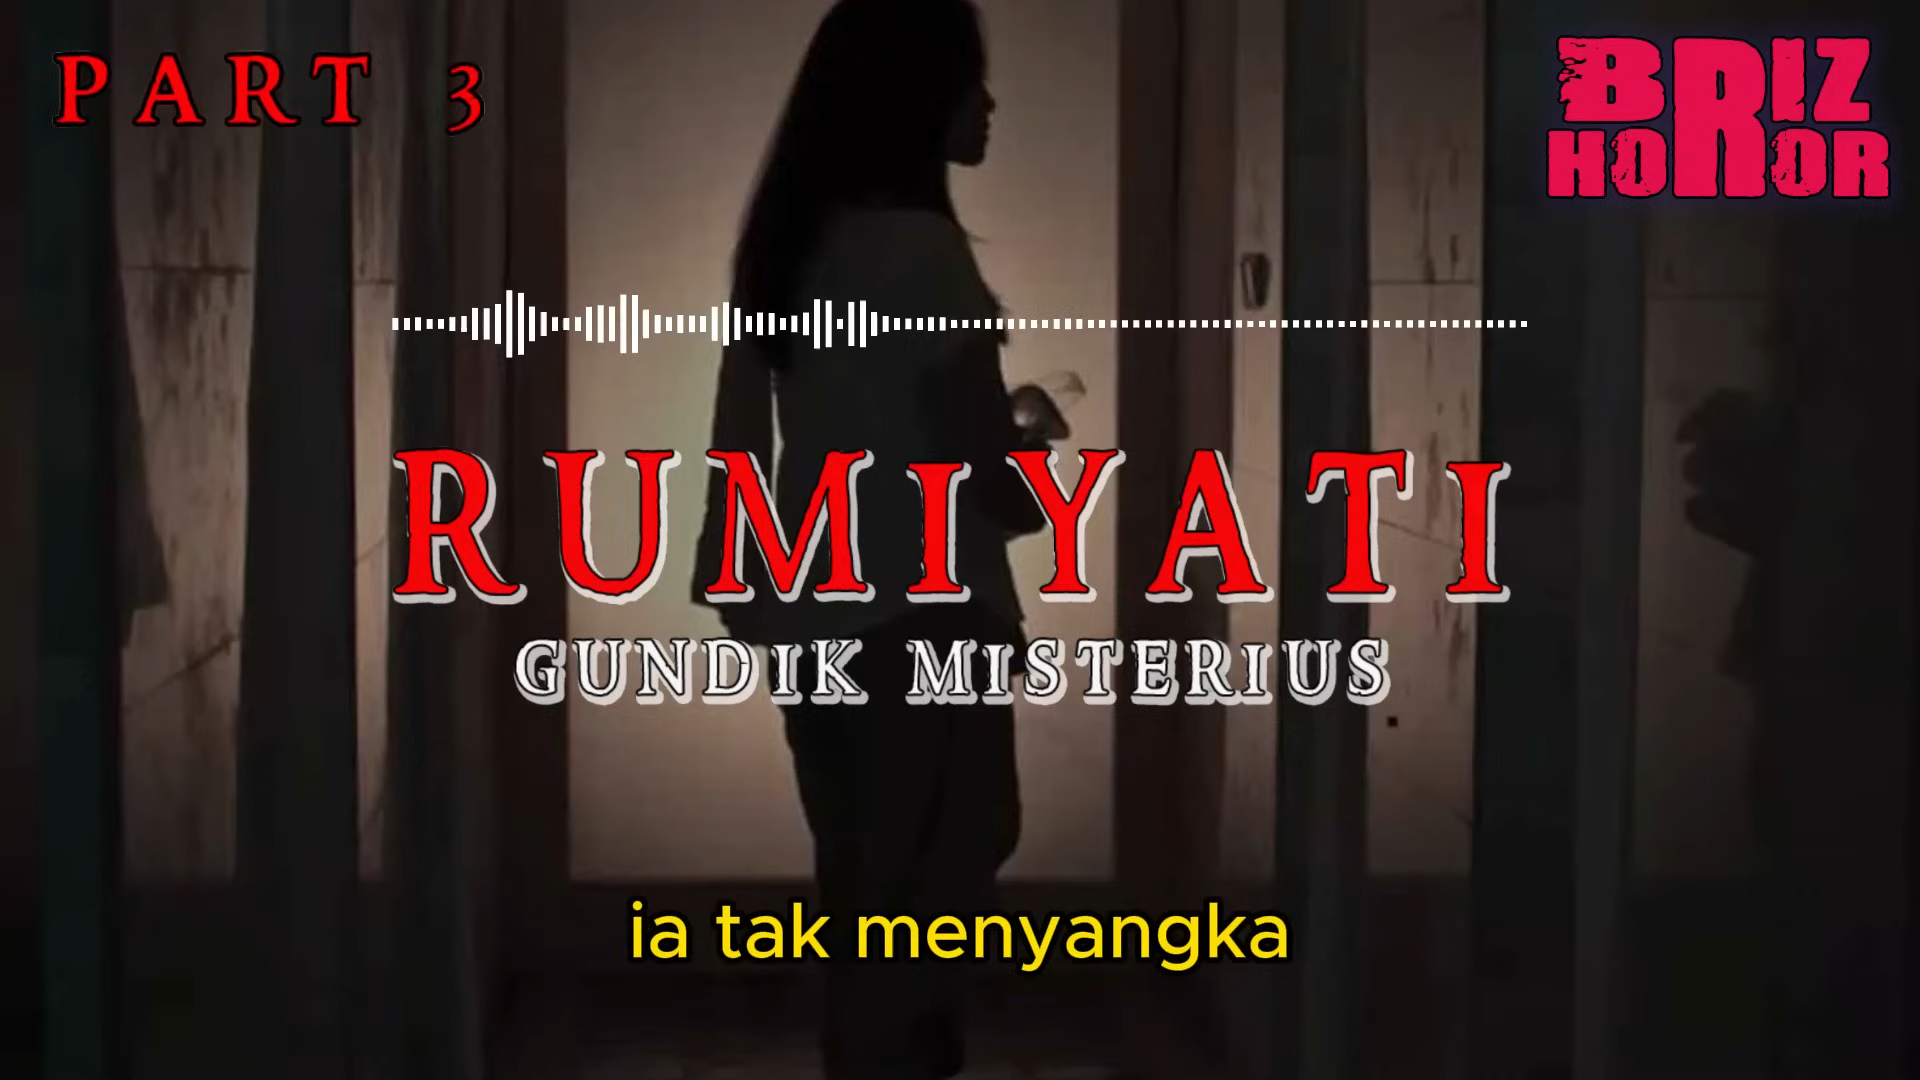 PART 3
BRIZ
HOROR
RUMIYATI
GUNDIK MISTERIUS
ia tak menyangka